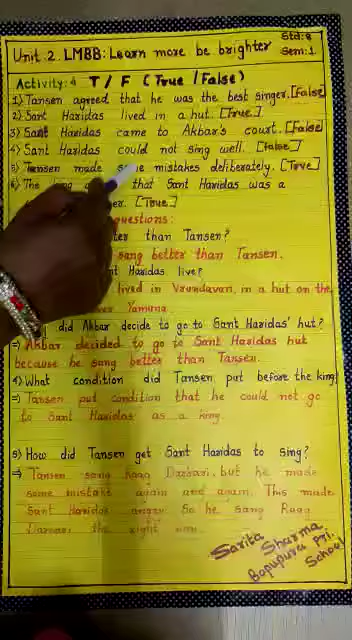 Std:8
Unit 2. LMBB: Learn more be brighter
Sem:1
Activity:4 T / F (True / False)
1) Tansen agreed that he was the best singer. [False]
2) Sant Haridas lived in a hut. [True]
3) Sant Haridas came to Akbar's court. [False]
4) Sant Haridas could not sing well. [False]
5) Tansen made some mistakes deliberately. [True]
6) The that Sant Haridas was a
er. [True]
questions:
than Tansen?
sang better than Tansen.
Haridas live?
lived in Vrundavan, in a hut on the
Yamuna.
did Akbar decide to go to Sant Haridas' hut?
⇒ Akbar decided to go to Sant Haridas hut
because he sang better than Tansen.
4) What condition did Tansen put before the king?
⇒ Tansen put condition that he could not go
to Sant Haridas as a king.
5) How did Tansen get Sant Haridas to sing?
⇒ Tansen sang Raag Darbari, but he made
some mistake again and again. This made
Sant Haridas angry. So he sang Raag
the right
Sarita Sharma
Bapupura Pri.
School